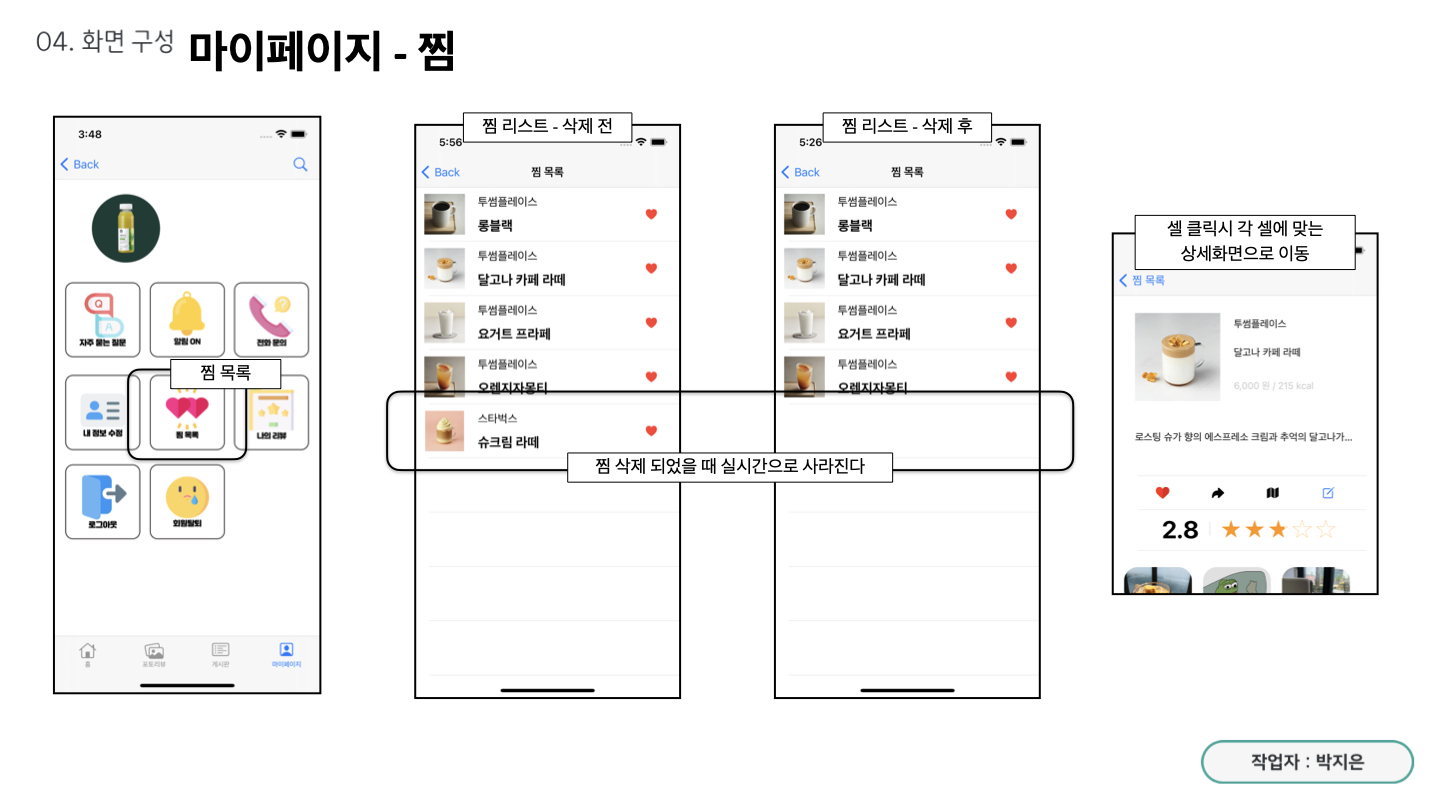 04. 화면 구성 마이페이지 - 찜
3:48
Back
자주 묻는 질문
알림 ON
전화 문의
찜 목록
내 정보 수정
찜 목록
나의 리뷰
로그아웃
회원탈퇴
홈
포토리뷰
게시판
마이페이지
찜 리스트 - 삭제 전
5:56
Back
찜 목록
투썸플레이스
롱블랙
투썸플레이스
달고나 카페 라떼
투썸플레이스
요거트 프라페
투썸플레이스
오렌지자몽티
스타벅스
슈크림 라떼
찜 리스트 - 삭제 후
5:26
Back
찜 목록
투썸플레이스
롱블랙
투썸플레이스
달고나 카페 라떼
투썸플레이스
요거트 프라페
투썸플레이스
오렌지자몽티
찜 삭제 되었을 때 실시간으로 사라진다
셀 클릭시 각 셀에 맞는
상세화면으로 이동
찜 목록
투썸플레이스
달고나 카페 라떼
6,000 원 / 215 kcal
로스팅 슈가 향의 에스프레소 크림과 추억의 달고나가...
2.8
작업자 : 박지은